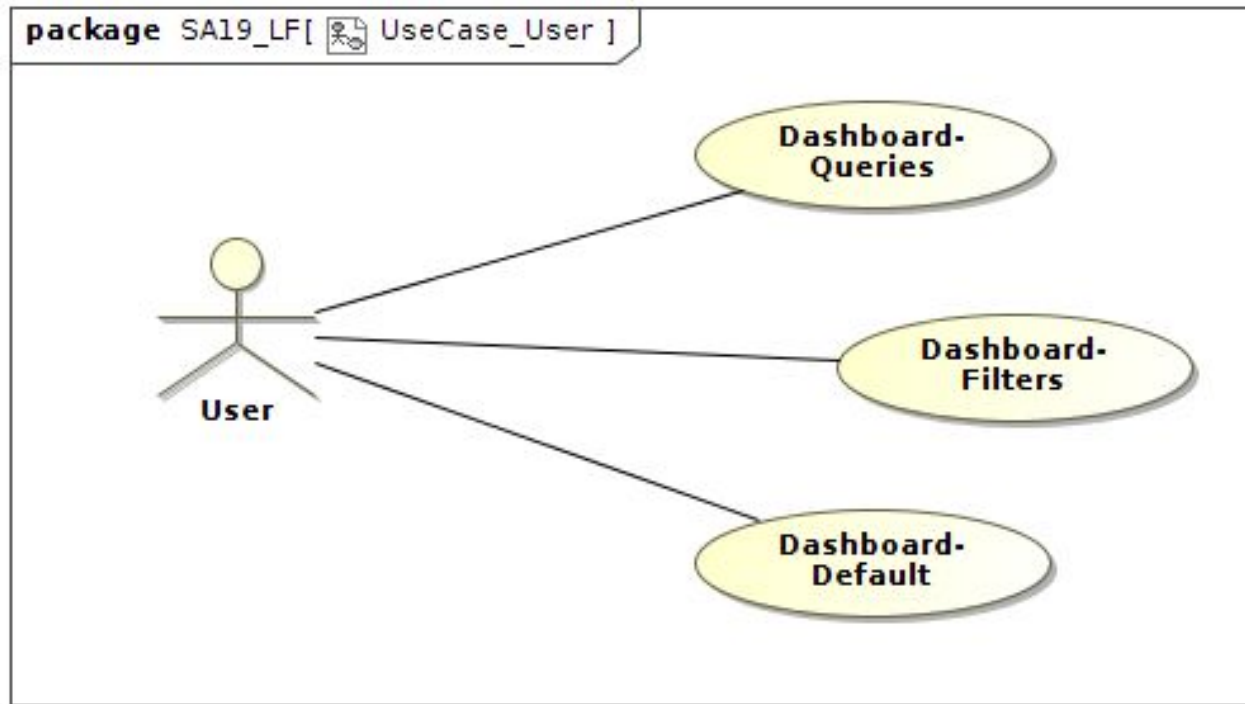 package SA19_LF[ UseCase_User ]
Dashboard-
Queries
Dashboard-
Filters
User
Dashboard-
Default